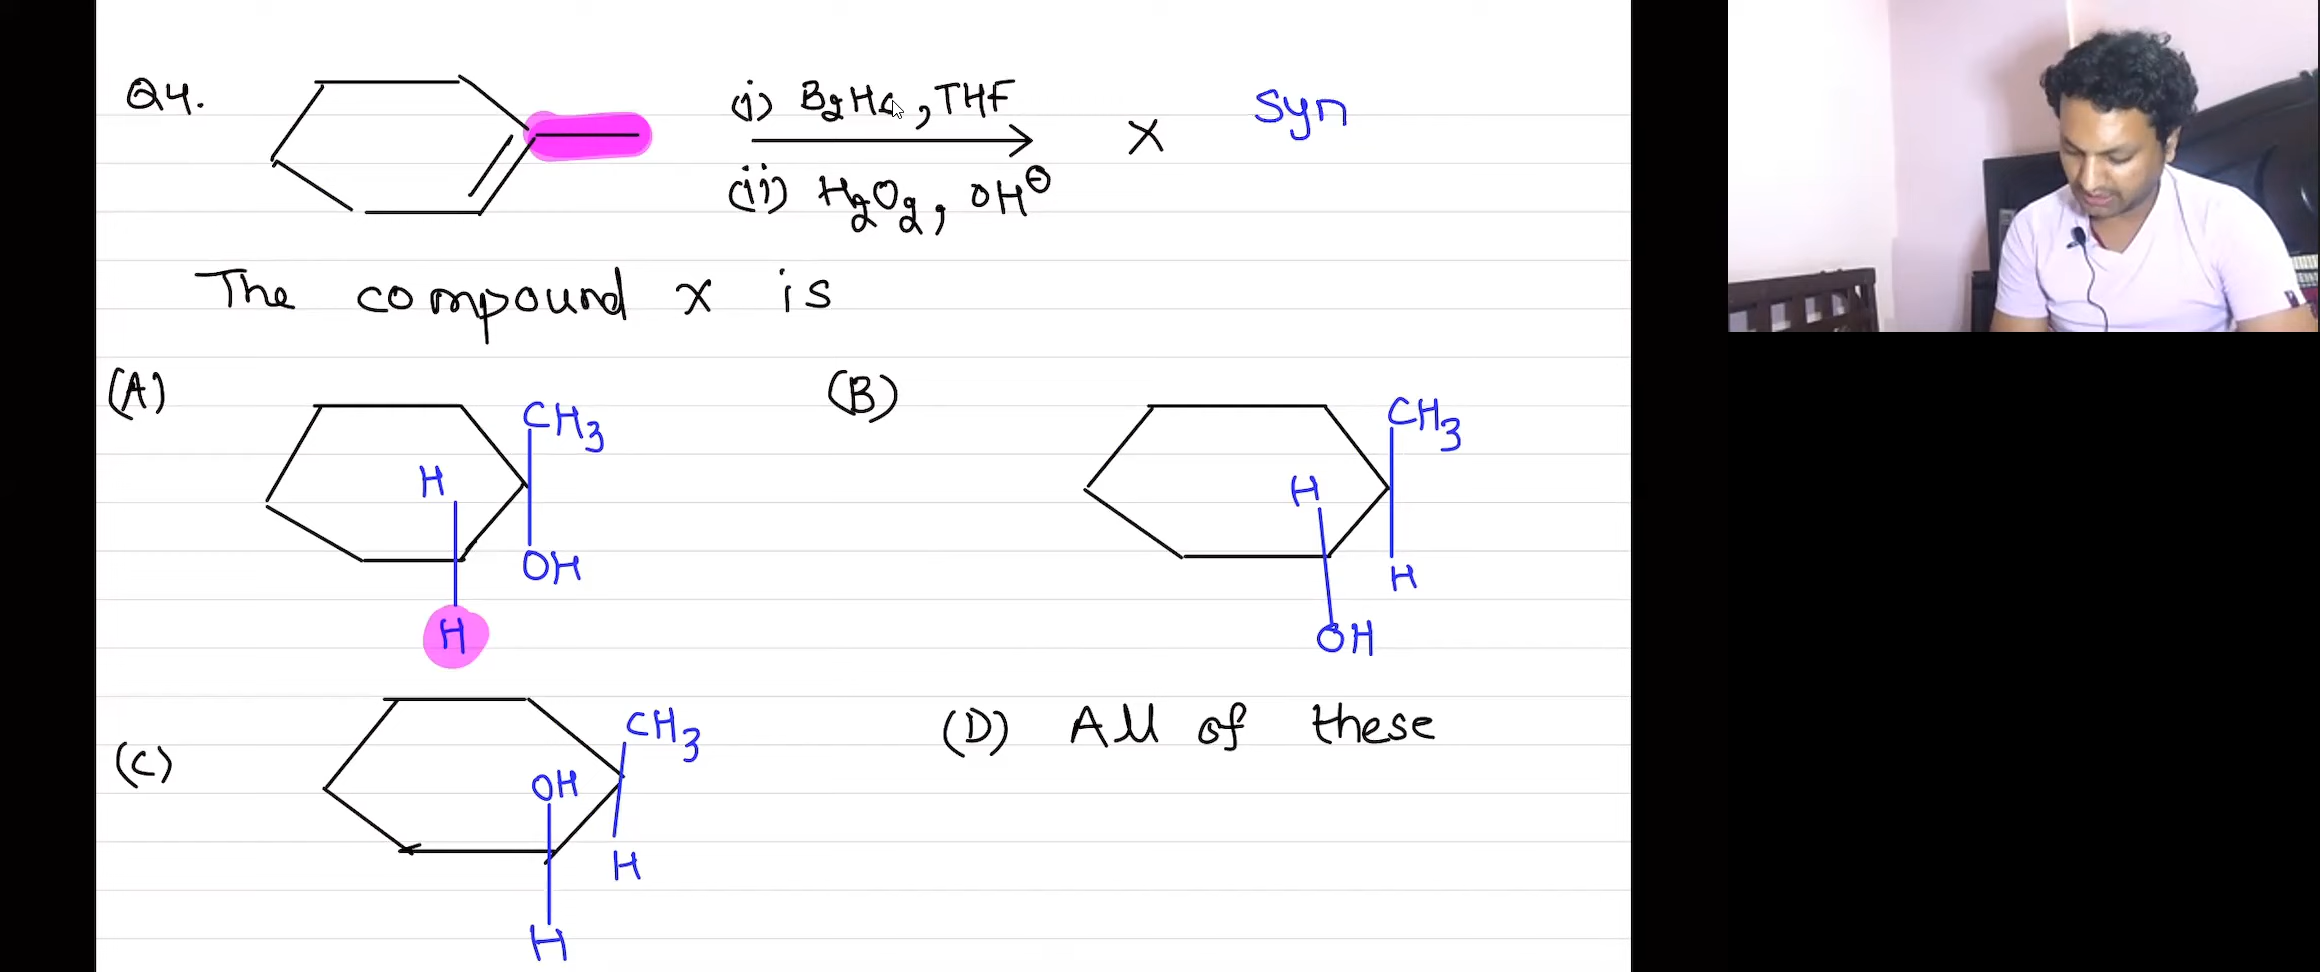 Q4.
(i) B2H6, THF
X
Syn
(ii) H2O2, OH⊖
The compound X is
(A)
CH3
H
OH
H
(B)
CH3
H
H
OH
(C)
CH3
OH
H
H
(D) All of these